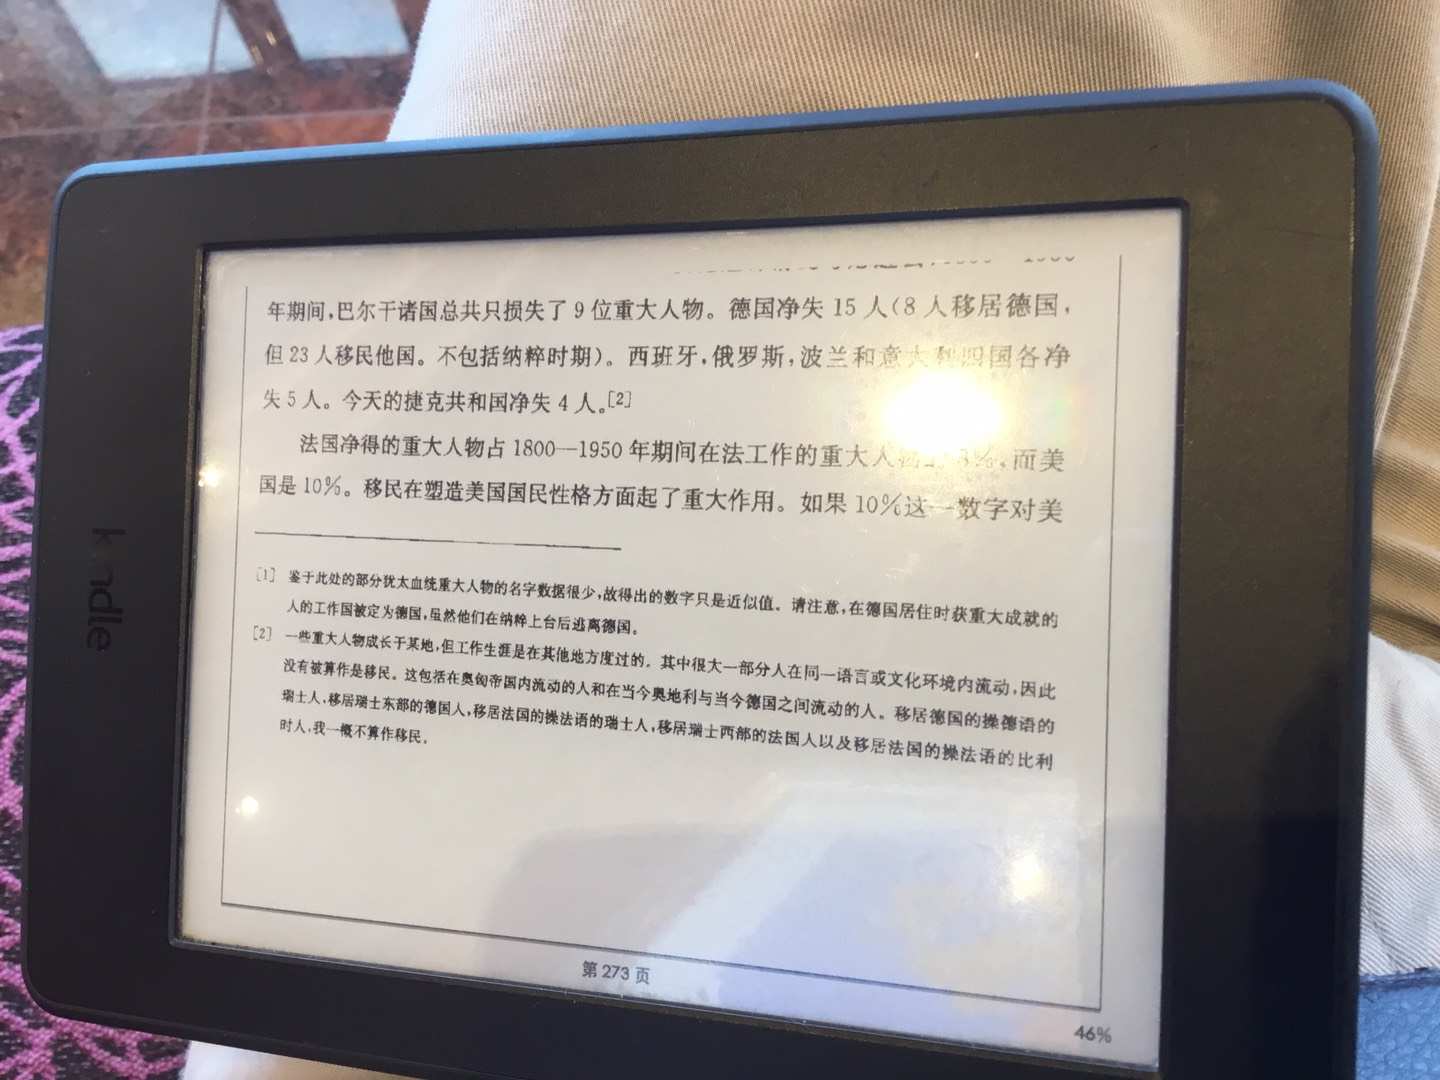 年期间,巴尔干诸国总共只损失了 9 位重大人物。德国净失 15 人(8 人移居德国,
但 23 人移民他国。不包括纳粹时期)。西班牙,俄罗斯,波兰和意大利四国各净
失 5 人。今天的捷克共和国净失 4 人。[2]
法国净得的重大人物占 1800—1950 年期间在法工作的重大人物 而美
国是 10%。移民在塑造美国国民性格方面起了重大作用。如果 10%这一数字对美
[1] 鉴于此处的部分犹太血统重大人物的名字数据很少,故得出的数字只是近似值。请注意,在德国居住时获重大成就的
人的工作国被定为德国,虽然他们在纳粹上台后逃离德国。
[2] 一些重大人物成长于某地,但工作生涯是在其他地方度过的。其中很大一部分人在同一语言或文化环境内流动,因此
没有被算作是移民。这包括在奥匈帝国内流动的人和在当今奥地利与当今德国之间流动的人。移居德国的操德语的
瑞士人,移居瑞士东部的德国人,移居法国的操法语的瑞士人,移居瑞士西部的法国人以及移居法国的操法语的比利
时人,我一概不算作移民。
第 273 页
46%
kindle